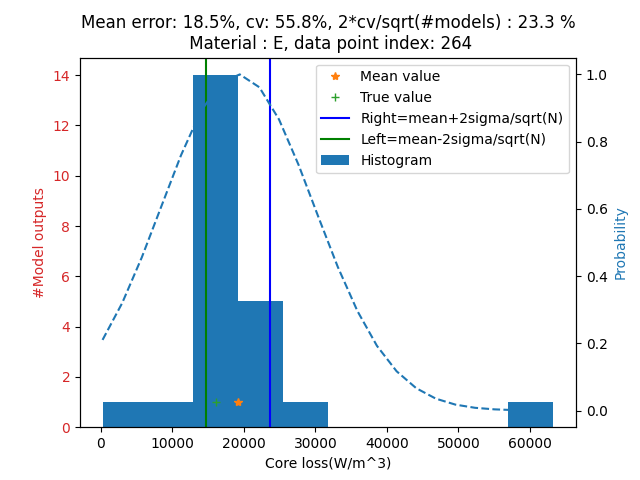 Mean error: 18.5%, cv: 55.8%, 2*cv/sqrt(#models) : 23.3 %
Material : E, data point index: 264
Mean value
True value
Right=mean+2sigma/sqrt(N)
Left=mean-2sigma/sqrt(N)
Histogram
#Model outputs
14
12
10
8
6
4
2
0
1.0
0.8
0.6
0.4
0.2
0.0
Probability
0 10000 20000 30000 40000 50000 60000
Core loss(W/m^3)